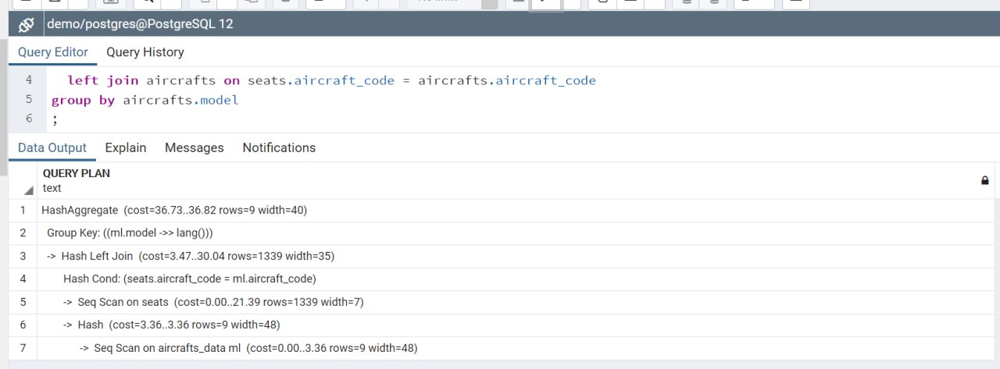 demo/postgres@PostgreSQL 12
Query Editor Query History
4 left join aircrafts on seats.aircraft_code = aircrafts.aircraft_code
5 group by aircrafts.model
6 ;
Data Output Explain Messages Notifications
QUERY PLAN
text
1 HashAggregate (cost=36.73..36.82 rows=9 width=40)
2 Group Key: ((ml.model ->> lang()))
3 -> Hash Left Join (cost=3.47..30.04 rows=1339 width=35)
4 Hash Cond: (seats.aircraft_code = ml.aircraft_code)
5 -> Seq Scan on seats (cost=0.00..21.39 rows=1339 width=7)
6 -> Hash (cost=3.36..3.36 rows=9 width=48)
7 -> Seq Scan on aircrafts_data ml (cost=0.00..3.36 rows=9 width=48)